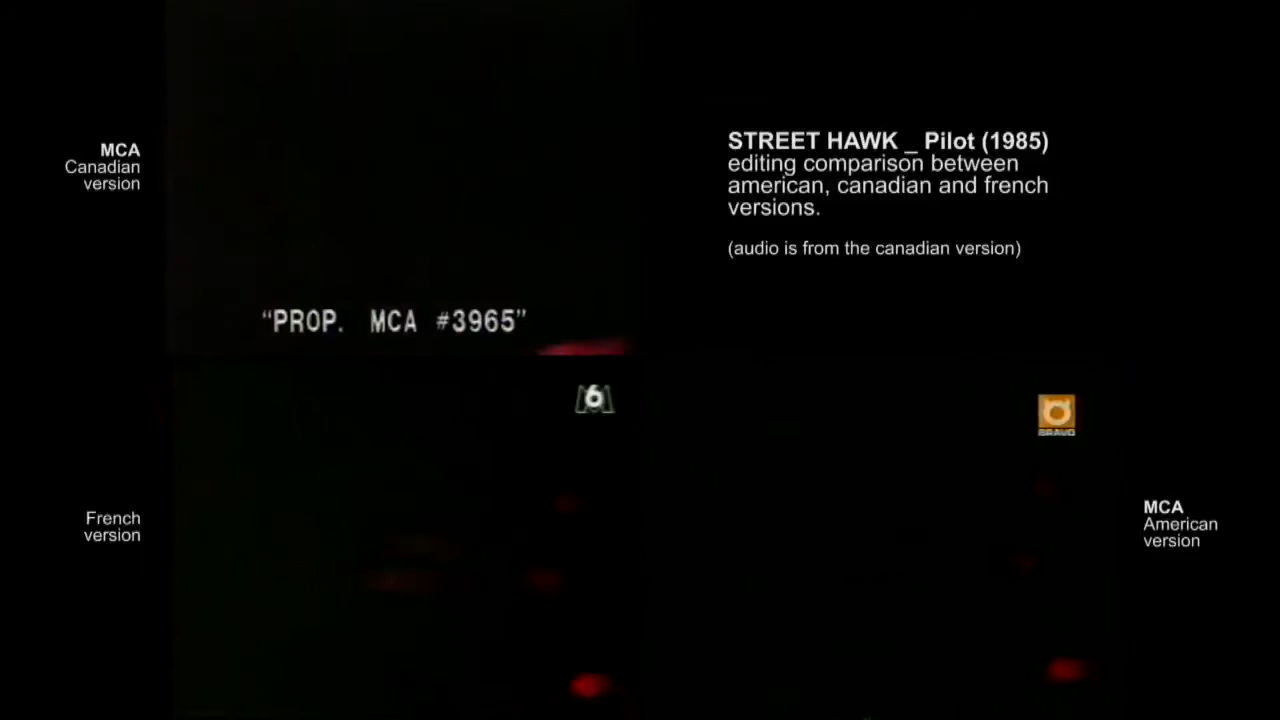 MCA
Canadian
version
STREET HAWK _ Pilot (1985)
editing comparison between
american, canadian and french
versions.
(audio is from the canadian version)
“PROP. MCA #3965”
6
BRAVO
French
version
MCA
American
version